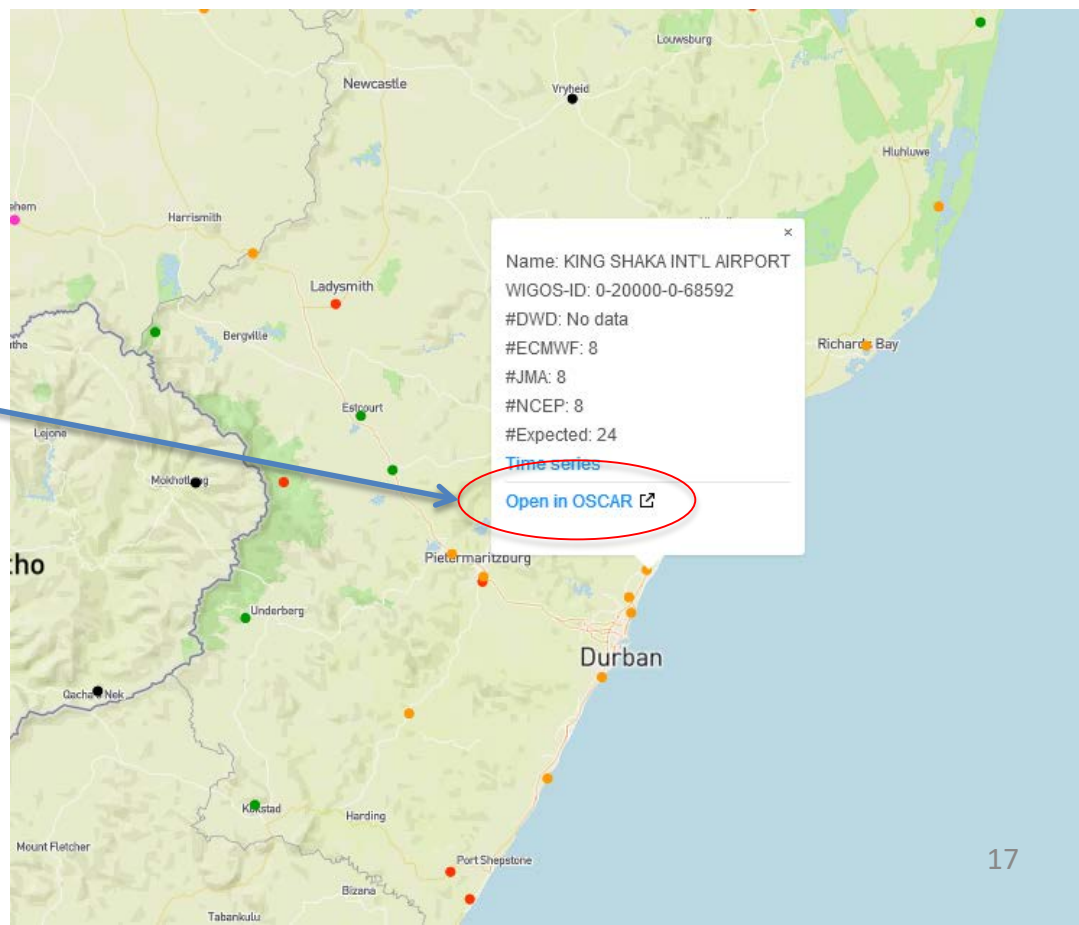 Louwsburg
Newcastle
Vryheid
Hluhluwe
Harrismith
×
Name: KING SHAKA INT'L AIRPORT
WIGOS-ID: 0-20000-0-68592
#DWD: No data
#ECMWF: 8
#JMA: 8
#NCEP: 8
#Expected: 24
Time series
Open in OSCAR
Ladysmith
Bergville
Richards Bay
Estcourt
Lejone
Mokhotlong
Pietermaritzburg
Underberg
Durban
Qacha's Nek
Kokstad
Harding
Mount Fletcher
Port Shepstone
Bizana
Tabankulu
17